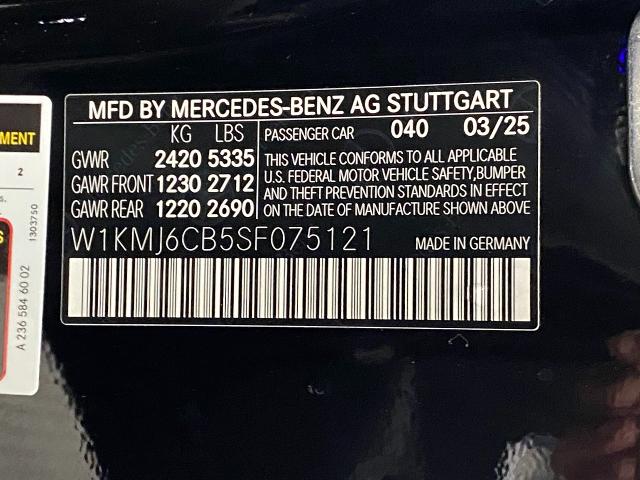 MFD BY MERCEDES-BENZ AG STUTTGART
KG LBS
PASSENGER CAR 040 03/25
GVWR 2420 5335
GAWR FRONT 1230 2712
GAWR REAR 1220 2690
THIS VEHICLE CONFORMS TO ALL APPLICABLE
U.S. FEDERAL MOTOR VEHICLE SAFETY, BUMPER
AND THEFT PREVENTION STANDARDS IN EFFECT
ON THE DATE OF MANUFACTURE SHOWN ABOVE
W1KMJ6CB5SF075121
MADE IN GERMANY
2
1303750
A 236 584 60 02